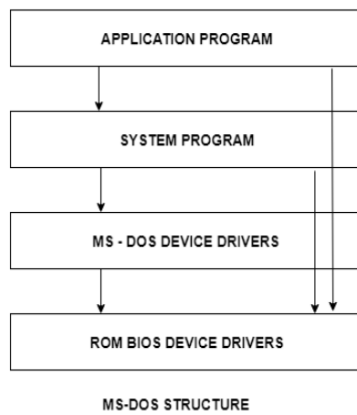 APPLICATION PROGRAM
SYSTEM PROGRAM
MS - DOS DEVICE DRIVERS
ROM BIOS DEVICE DRIVERS
MS-DOS STRUCTURE